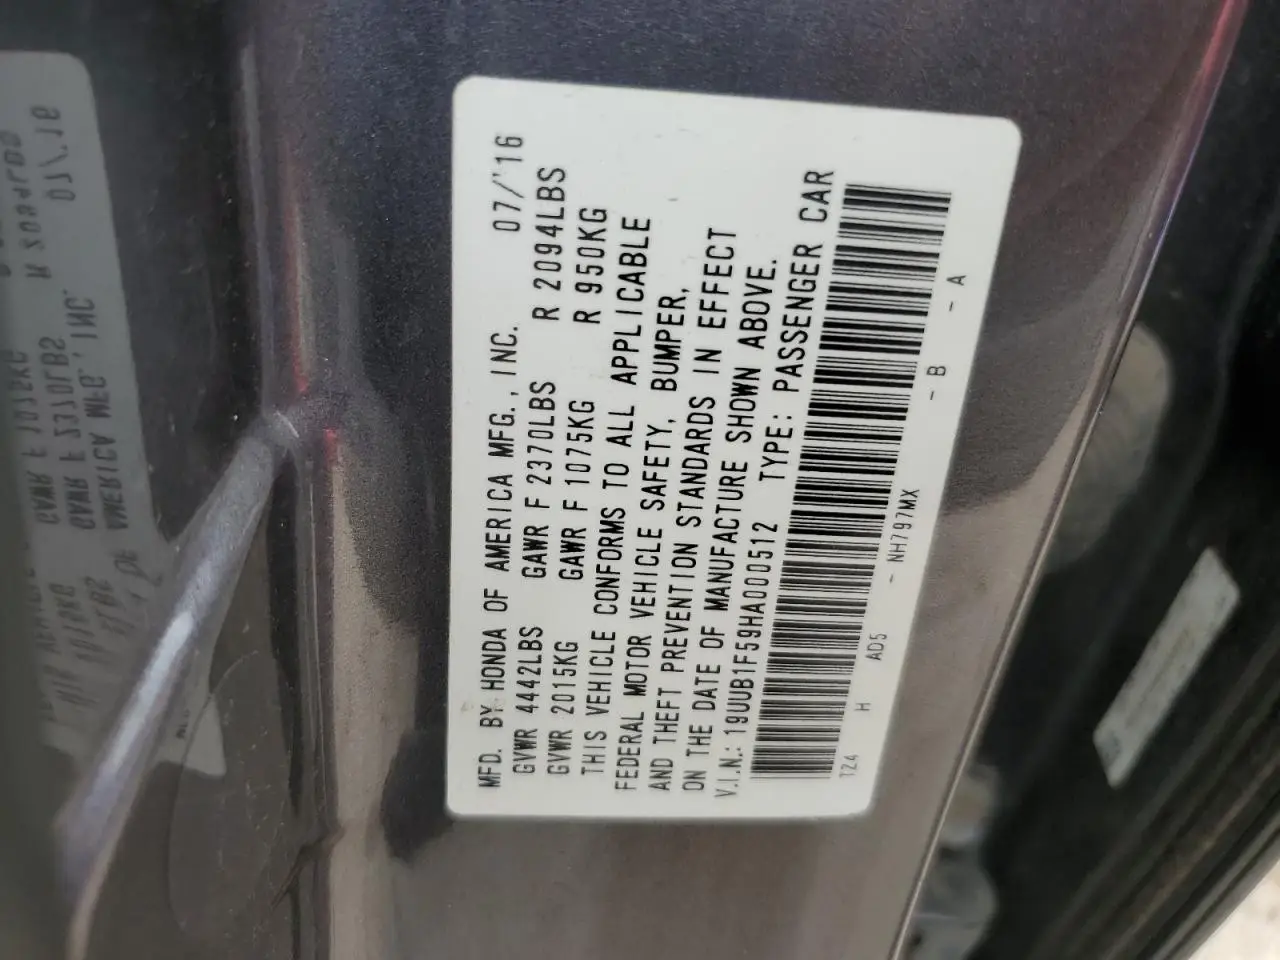 MFD. BY HONDA OF AMERICA MFG., INC. 07/'16
GVWR 4442LBS GAWR F 2370LBS R 2094LBS
GVWR 2015KG GAWR F 1075KG R 950KG
THIS VEHICLE CONFORMS TO ALL APPLICABLE
FEDERAL MOTOR VEHICLE SAFETY, BUMPER,
AND THEFT PREVENTION STANDARDS IN EFFECT
ON THE DATE OF MANUFACTURE SHOWN ABOVE.
V.I.N.: 19UUB1F59HA000512 TYPE: PASSENGER CAR
TZ4 H AD5 - NH797MX - B - A